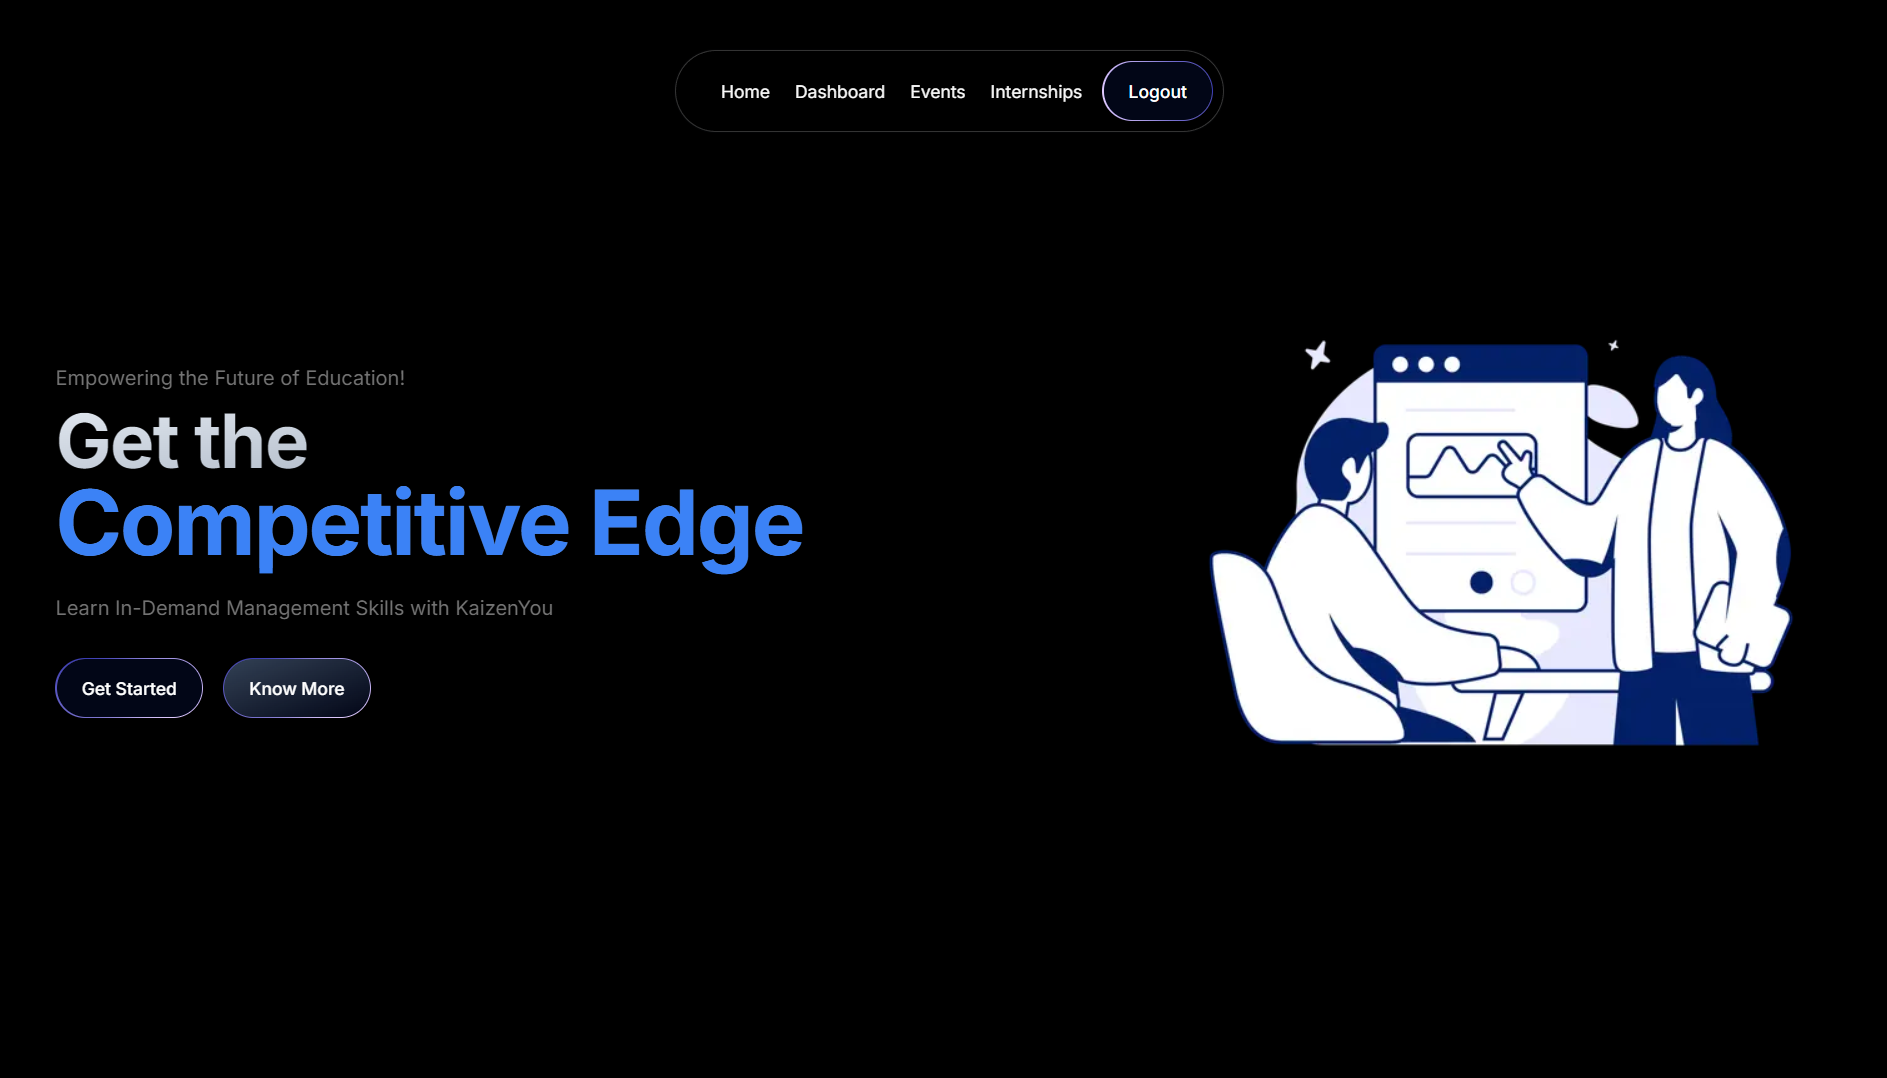 Home Dashboard Events Internships Logout
Empowering the Future of Education!
Get the
Competitive Edge
Learn In-Demand Management Skills with KaizenYou
Get Started Know More